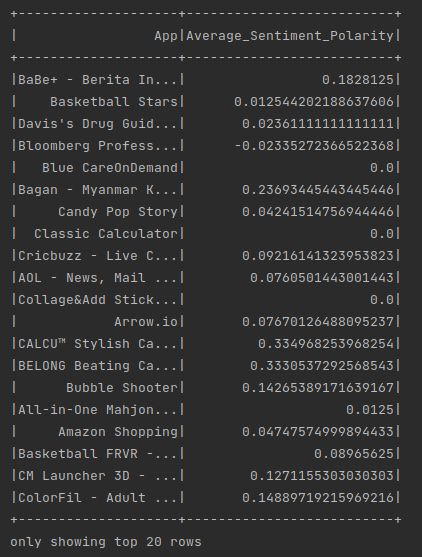 +--------------------+--------------------------+
|                 App|Average_Sentiment_Polarity|
+--------------------+--------------------------+
|BaBe+ - Berita In...|                 0.1828125|
|    Basketball Stars|      0.012544202188637606|
|Davis's Drug Guid...|       0.02361111111111111|
|Bloomberg Profess...|      -0.02335272366522368|
|   Blue CareOnDemand|                       0.0|
|Bagan - Myanmar K...|       0.23693445443445446|
|     Candy Pop Story|       0.04241514756944446|
|  Classic Calculator|                       0.0|
|Cricbuzz - Live C...|       0.09216141323953823|
|AOL - News, Mail ...|        0.0760501443001443|
|Collage&Add Stick...|                       0.0|
|            Arrow.io|       0.07670126488095237|
|CALCU™ Stylish Ca...|         0.334968253968254|
|BELONG Beating Ca...|        0.3330537292568543|
|      Bubble Shooter|       0.14265389171639167|
|All-in-One Mahjon...|                    0.0125|
|     Amazon Shopping|       0.04747574999894433|
|Basketball FRVR -...|                0.08965625|
|CM Launcher 3D - ...|        0.1271155303030303|
|ColorFil - Adult ...|       0.14889719215969216|
+--------------------+--------------------------+
only showing top 20 rows